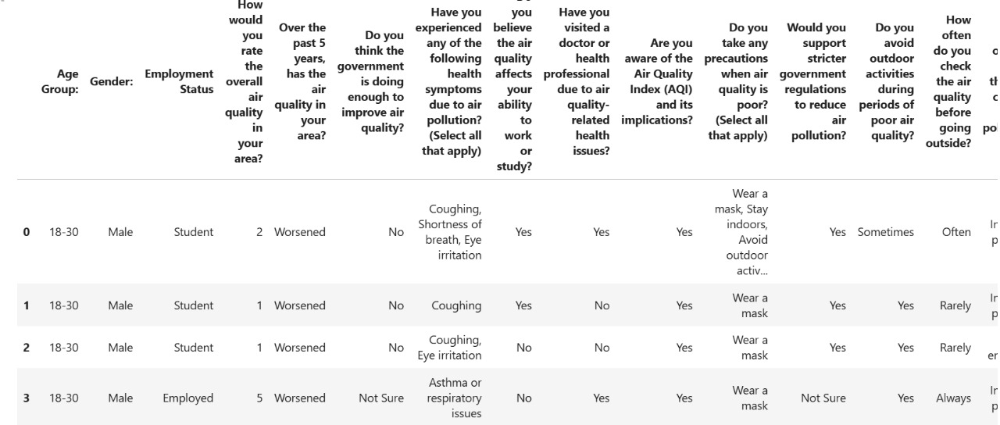 Age
Group:
Gender:
Employment
Status
How
would
you
rate
the
overall
air
quality
in
your
area?
Over the
past 5
years,
has the
air
quality in
your
area?
Do you
think the
government
is doing
enough to
improve air
quality?
Have you
experienced
any of the
following
health
symptoms
due to air
pollution?
(Select all
that apply)
you
believe
the air
quality
affects
your
ability
to
work
or
study?
Have you
visited a
doctor or
health
professional
due to air
quality-
related
health
issues?
Are you
aware of the
Air Quality
Index (AQI)
and its
implications?
Do you
take any
precautions
when air
quality is
poor?
(Select all
that apply)
Would you
support
stricter
government
regulations
to reduce
air
pollution?
Do you
avoid
outdoor
activities
during
periods of
poor air
quality?
How
often
do you
check
the air
quality
before
going
outside?
0
18-30
Male
Student
2
Worsened
No
Coughing,
Shortness of
breath, Eye
irritation
Yes
Yes
Yes
Wear a
mask, Stay
indoors,
Avoid
outdoor
activ...
Yes
Sometimes
Often
1
18-30
Male
Student
1
Worsened
No
Coughing
Yes
No
Yes
Wear a
mask
Yes
Yes
Rarely
2
18-30
Male
Student
1
Worsened
No
Coughing,
Eye irritation
No
No
Yes
Wear a
mask
Yes
Yes
Rarely
3
18-30
Male
Employed
5
Worsened
Not Sure
Asthma or
respiratory
issues
No
Yes
Yes
Wear a
mask
Not Sure
Yes
Always